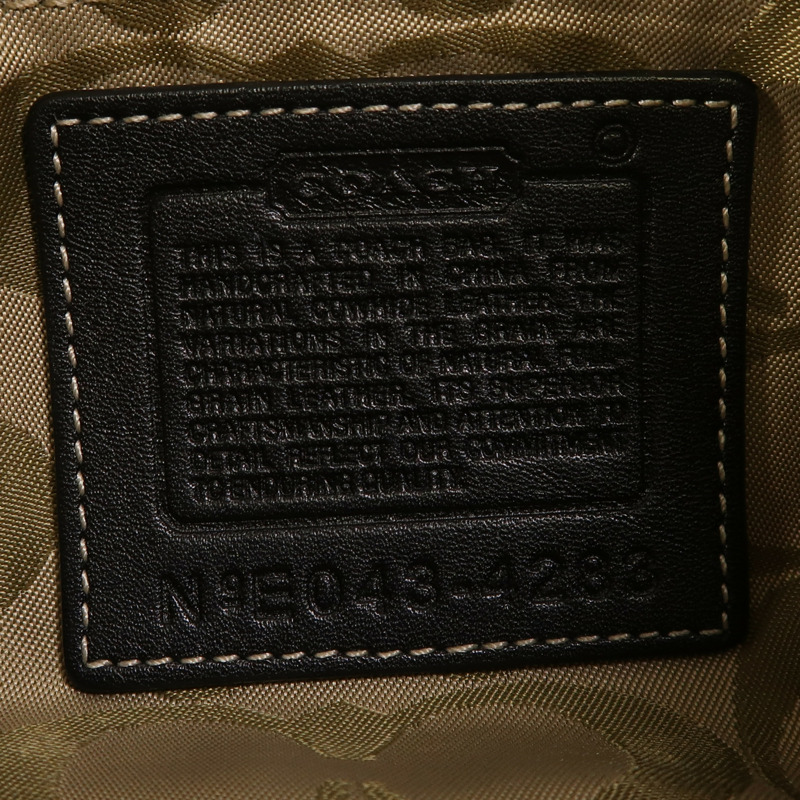 COACH
THIS IS A COACH BAG. IT WAS
HANDCRAFTED IN CHINA FROM
NATURAL COWHIDE LEATHER. THE
VARIATIONS IN THE GRAIN ARE
CHARACTERISTIC OF NATURAL FULL
GRAIN LEATHER. ITS SUPERIOR
CRAFTSMANSHIP AND ATTENTION TO
DETAIL REFLECT OUR COMMITMENT
TO ENDURING QUALITY.
NºE043-4283